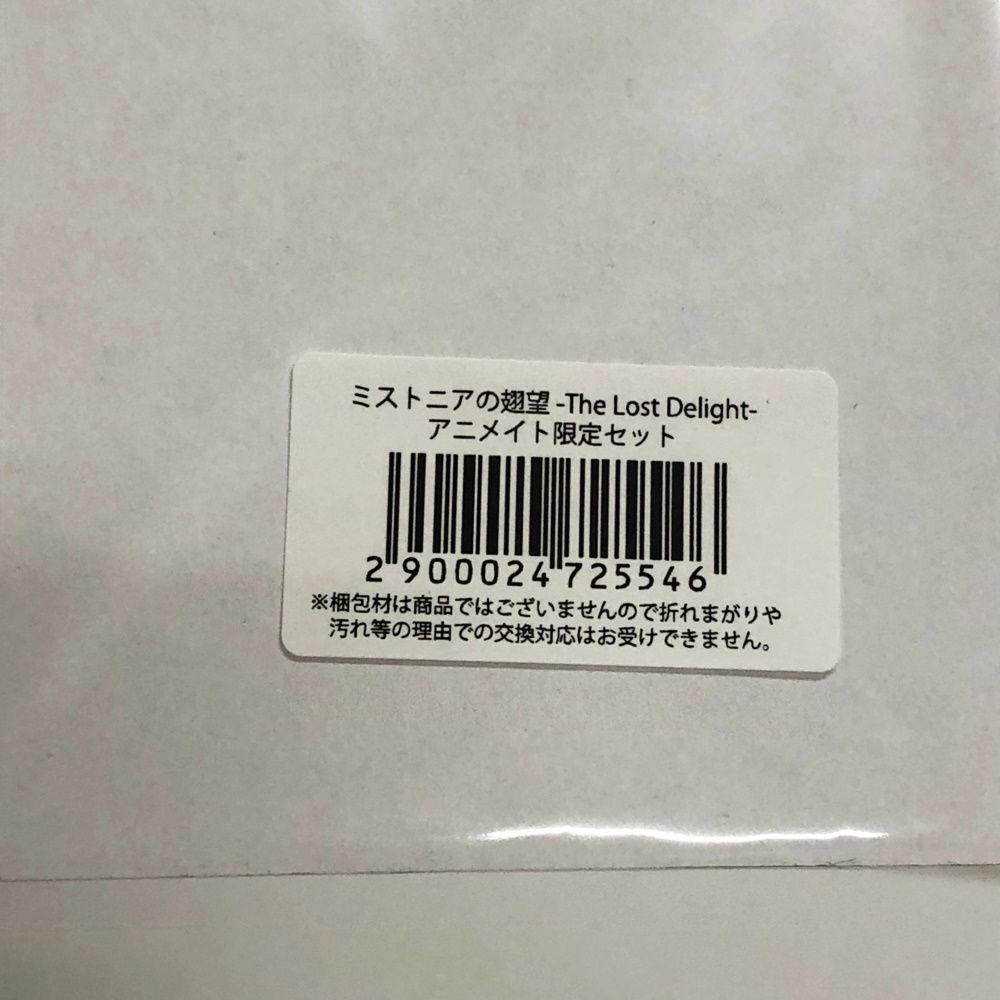 ミストニアの翅望 -The Lost Delight-
アニメイト限定セット
2900024725546
※梱包材は商品ではございませんので折れまがりや
汚れ等の理由での交換対応はお受けできません。